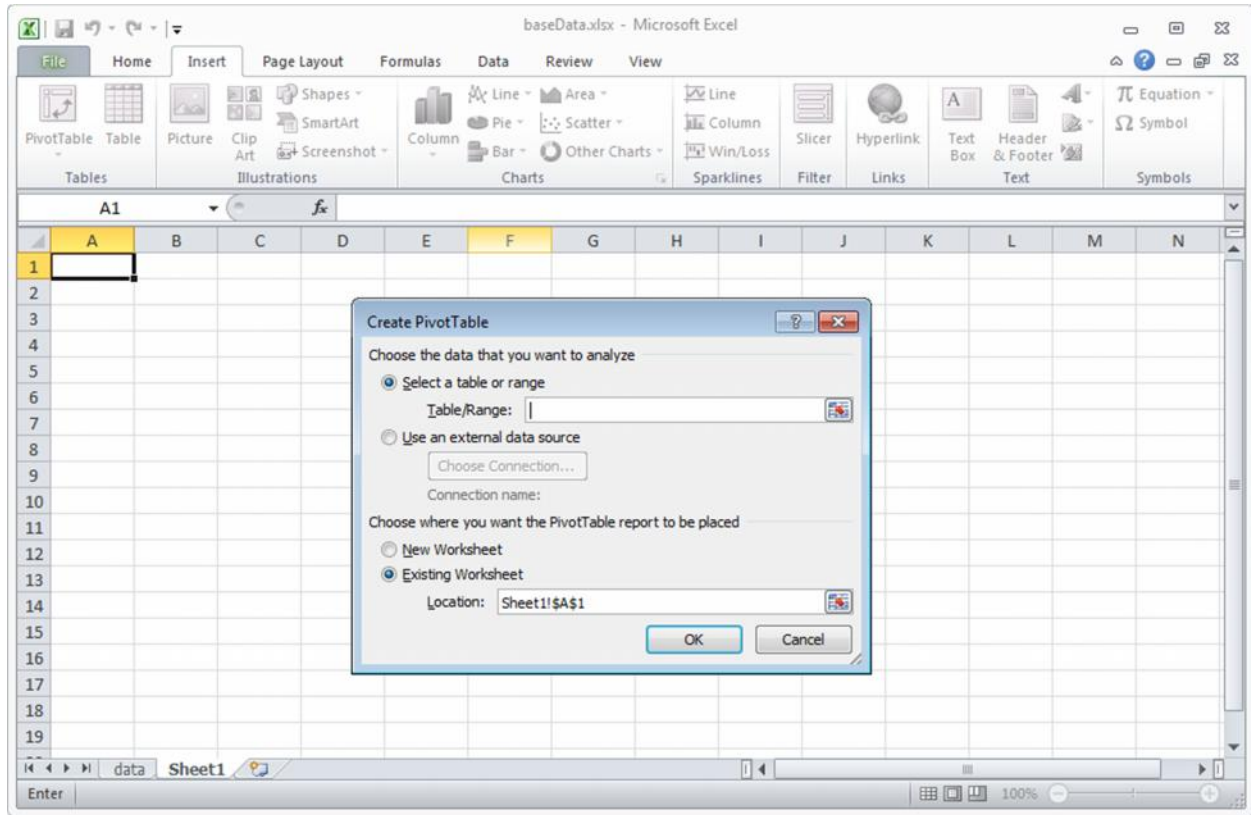 baseData.xlsx - Microsoft Excel
File Home Insert Page Layout Formulas Data Review View
PivotTable Table Picture Clip Art Shapes SmartArt Screenshot Column Line Pie Bar Area Scatter Other Charts Line Column Win/Loss Slicer Hyperlink Text Box Header & Footer Equation Symbol
Tables Illustrations Charts Sparklines Filter Links Text Symbols
A1 fx
A B C D E F G H I J K L M N
1
2
3
Create PivotTable
4
Choose the data that you want to analyze
5
Select a table or range
6
Table/Range:
7
Use an external data source
8
Choose Connection...
9
Connection name:
10
Choose where you want the PivotTable report to be placed
11
New Worksheet
12
Existing Worksheet
13
Location: Sheet1!$A$1
14
OK Cancel
15
16
17
18
19
data Sheet1
Enter 100%